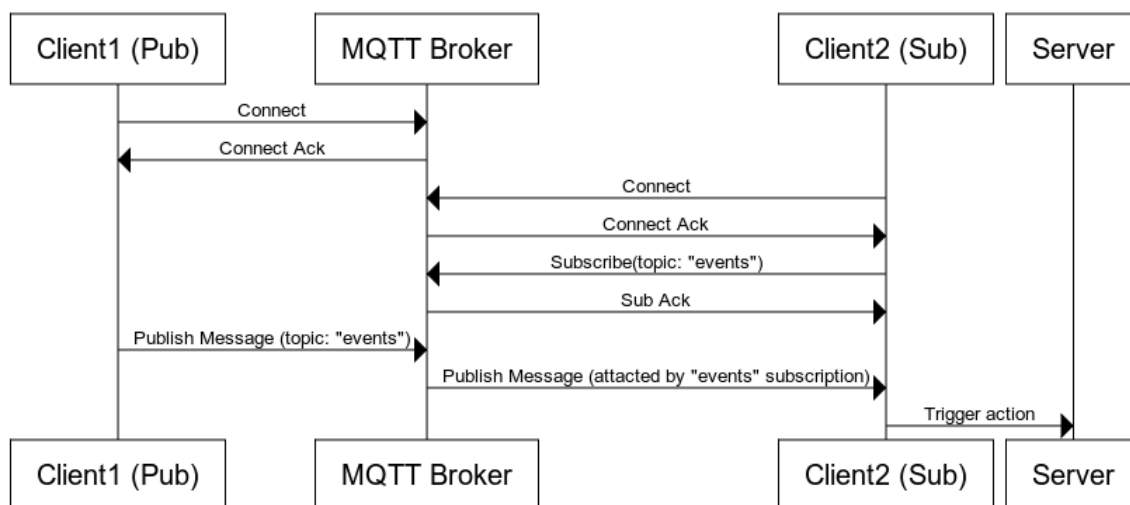 Client1 (Pub)
MQTT Broker
Client2 (Sub)
Server
Connect
Connect Ack
Connect
Connect Ack
Subscribe(topic: "events")
Sub Ack
Publish Message (topic: "events")
Publish Message (attacted by "events" subscription)
Trigger action
Client1 (Pub)
MQTT Broker
Client2 (Sub)
Server